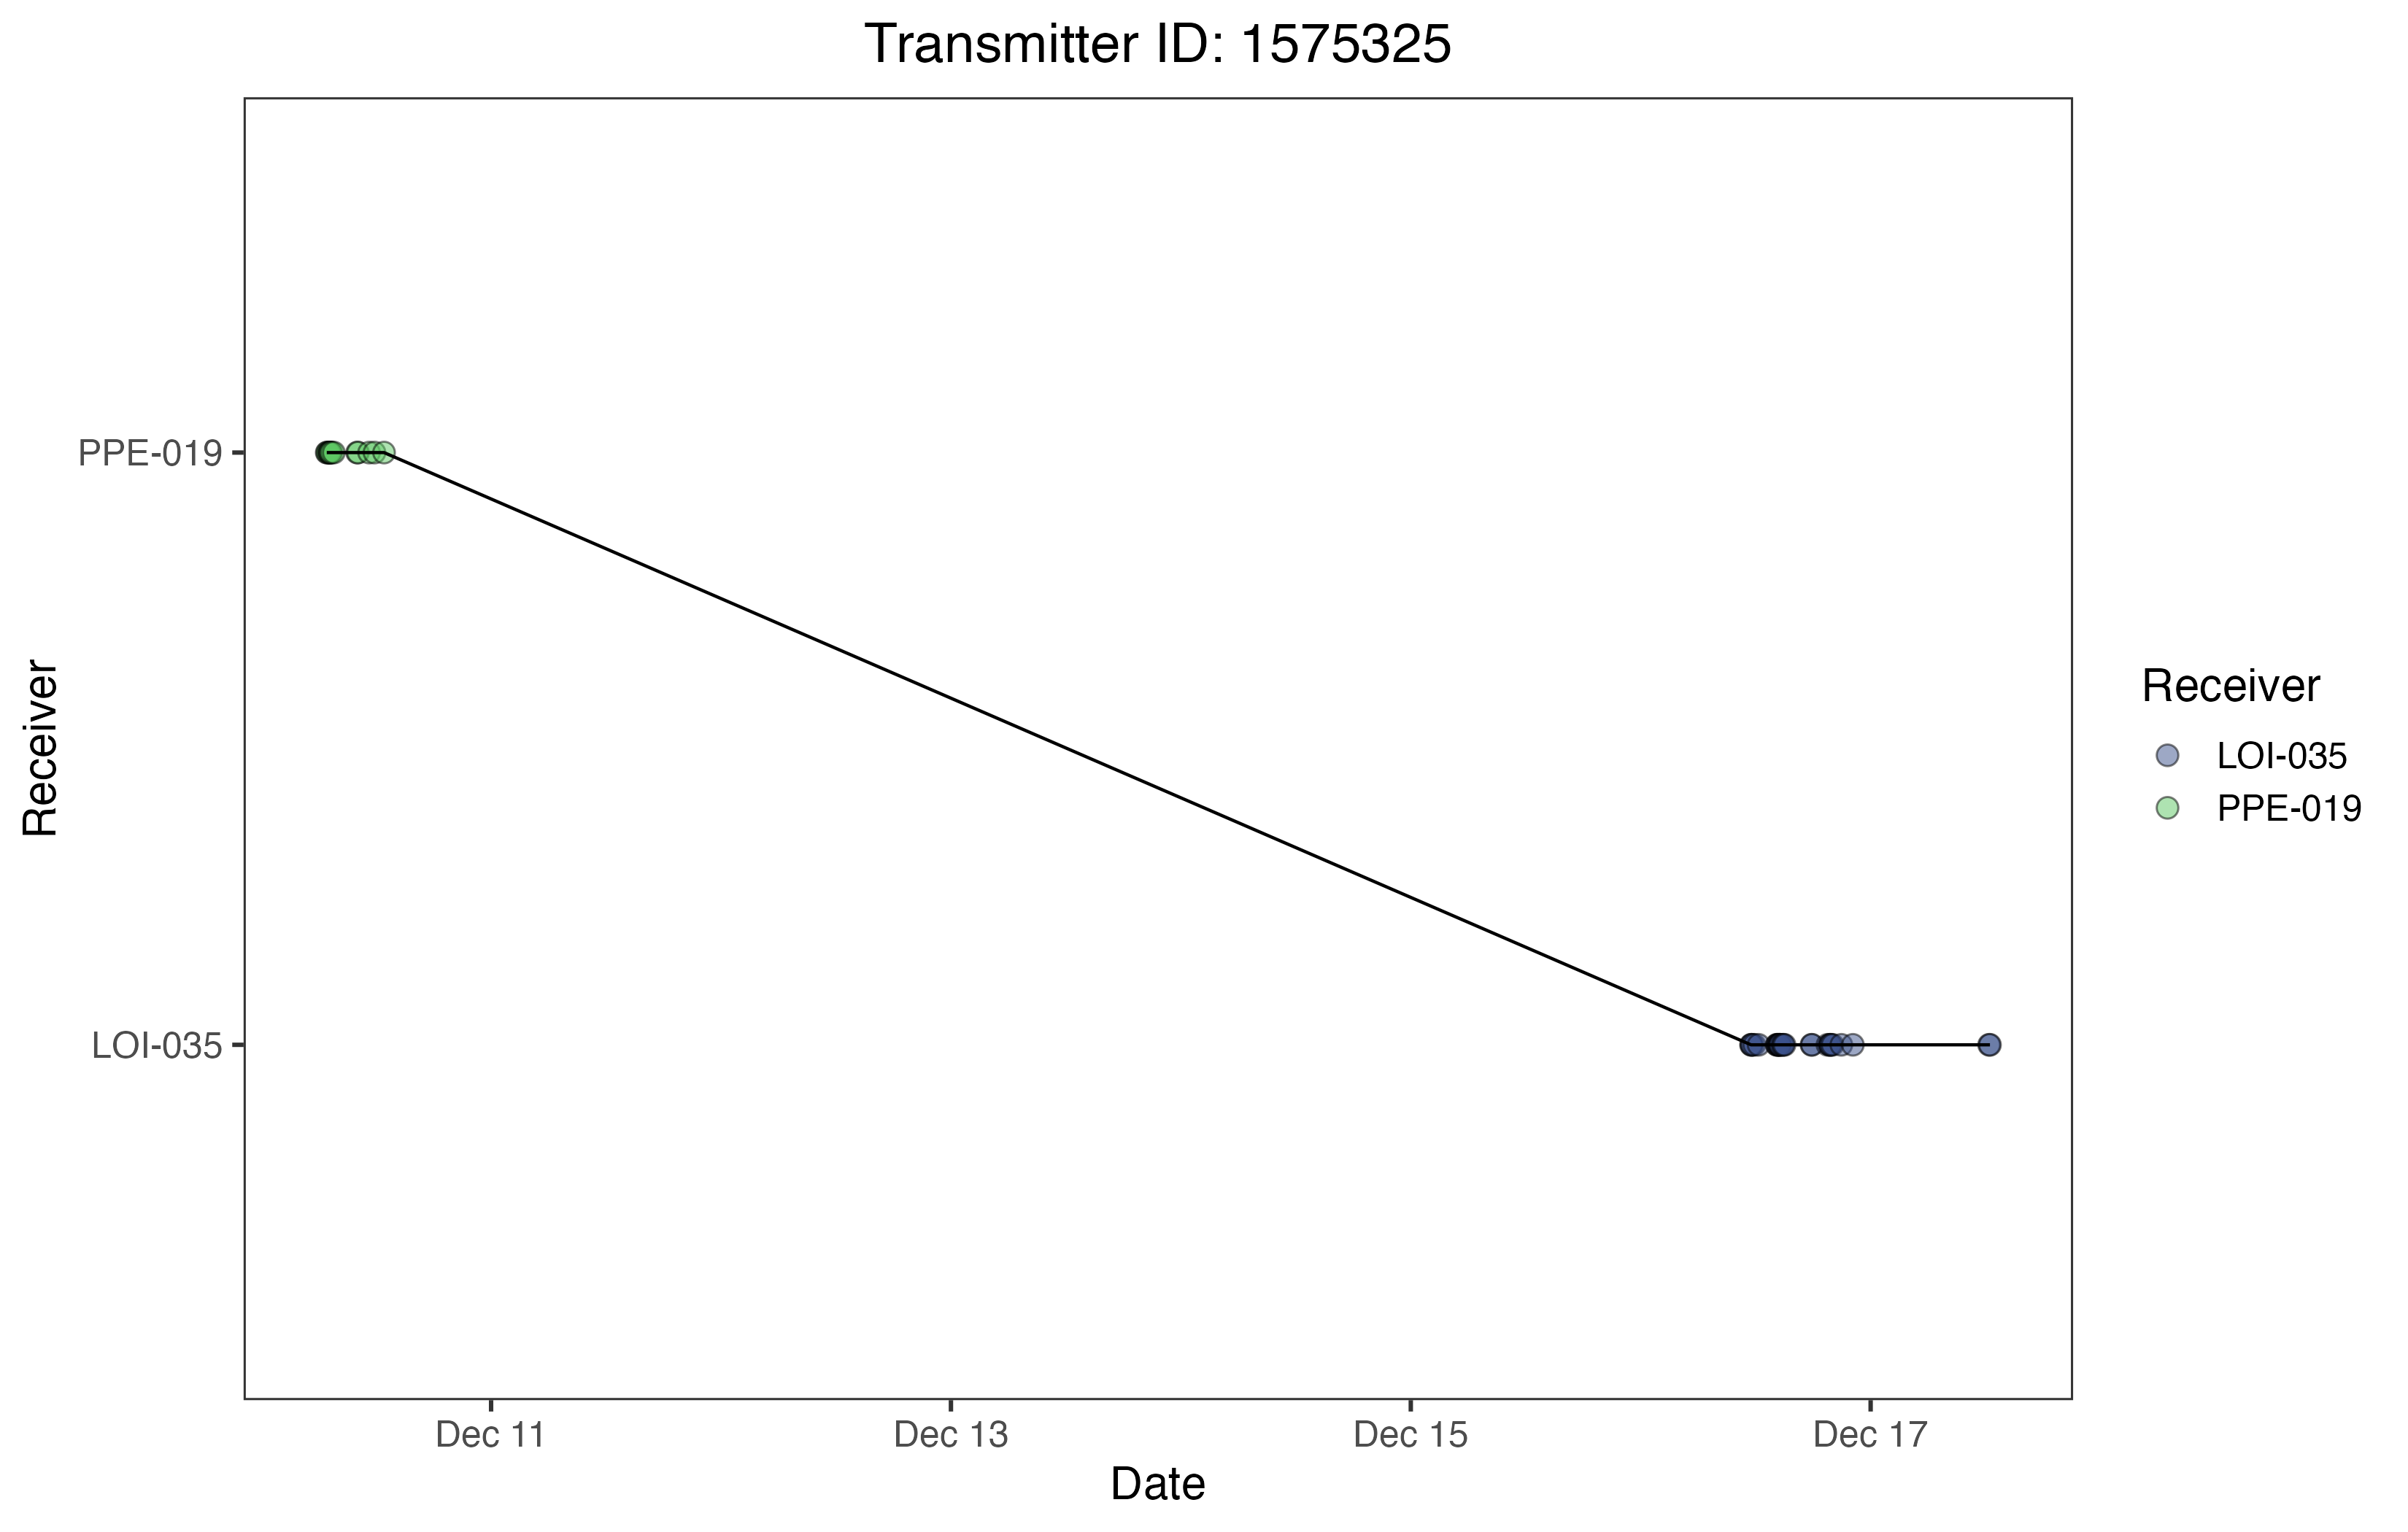 Transmitter ID: 1575325
Receiver
PPE-019
LOI-035
Dec 11
Dec 13
Dec 15
Dec 17
Date
Receiver
LOI-035
PPE-019